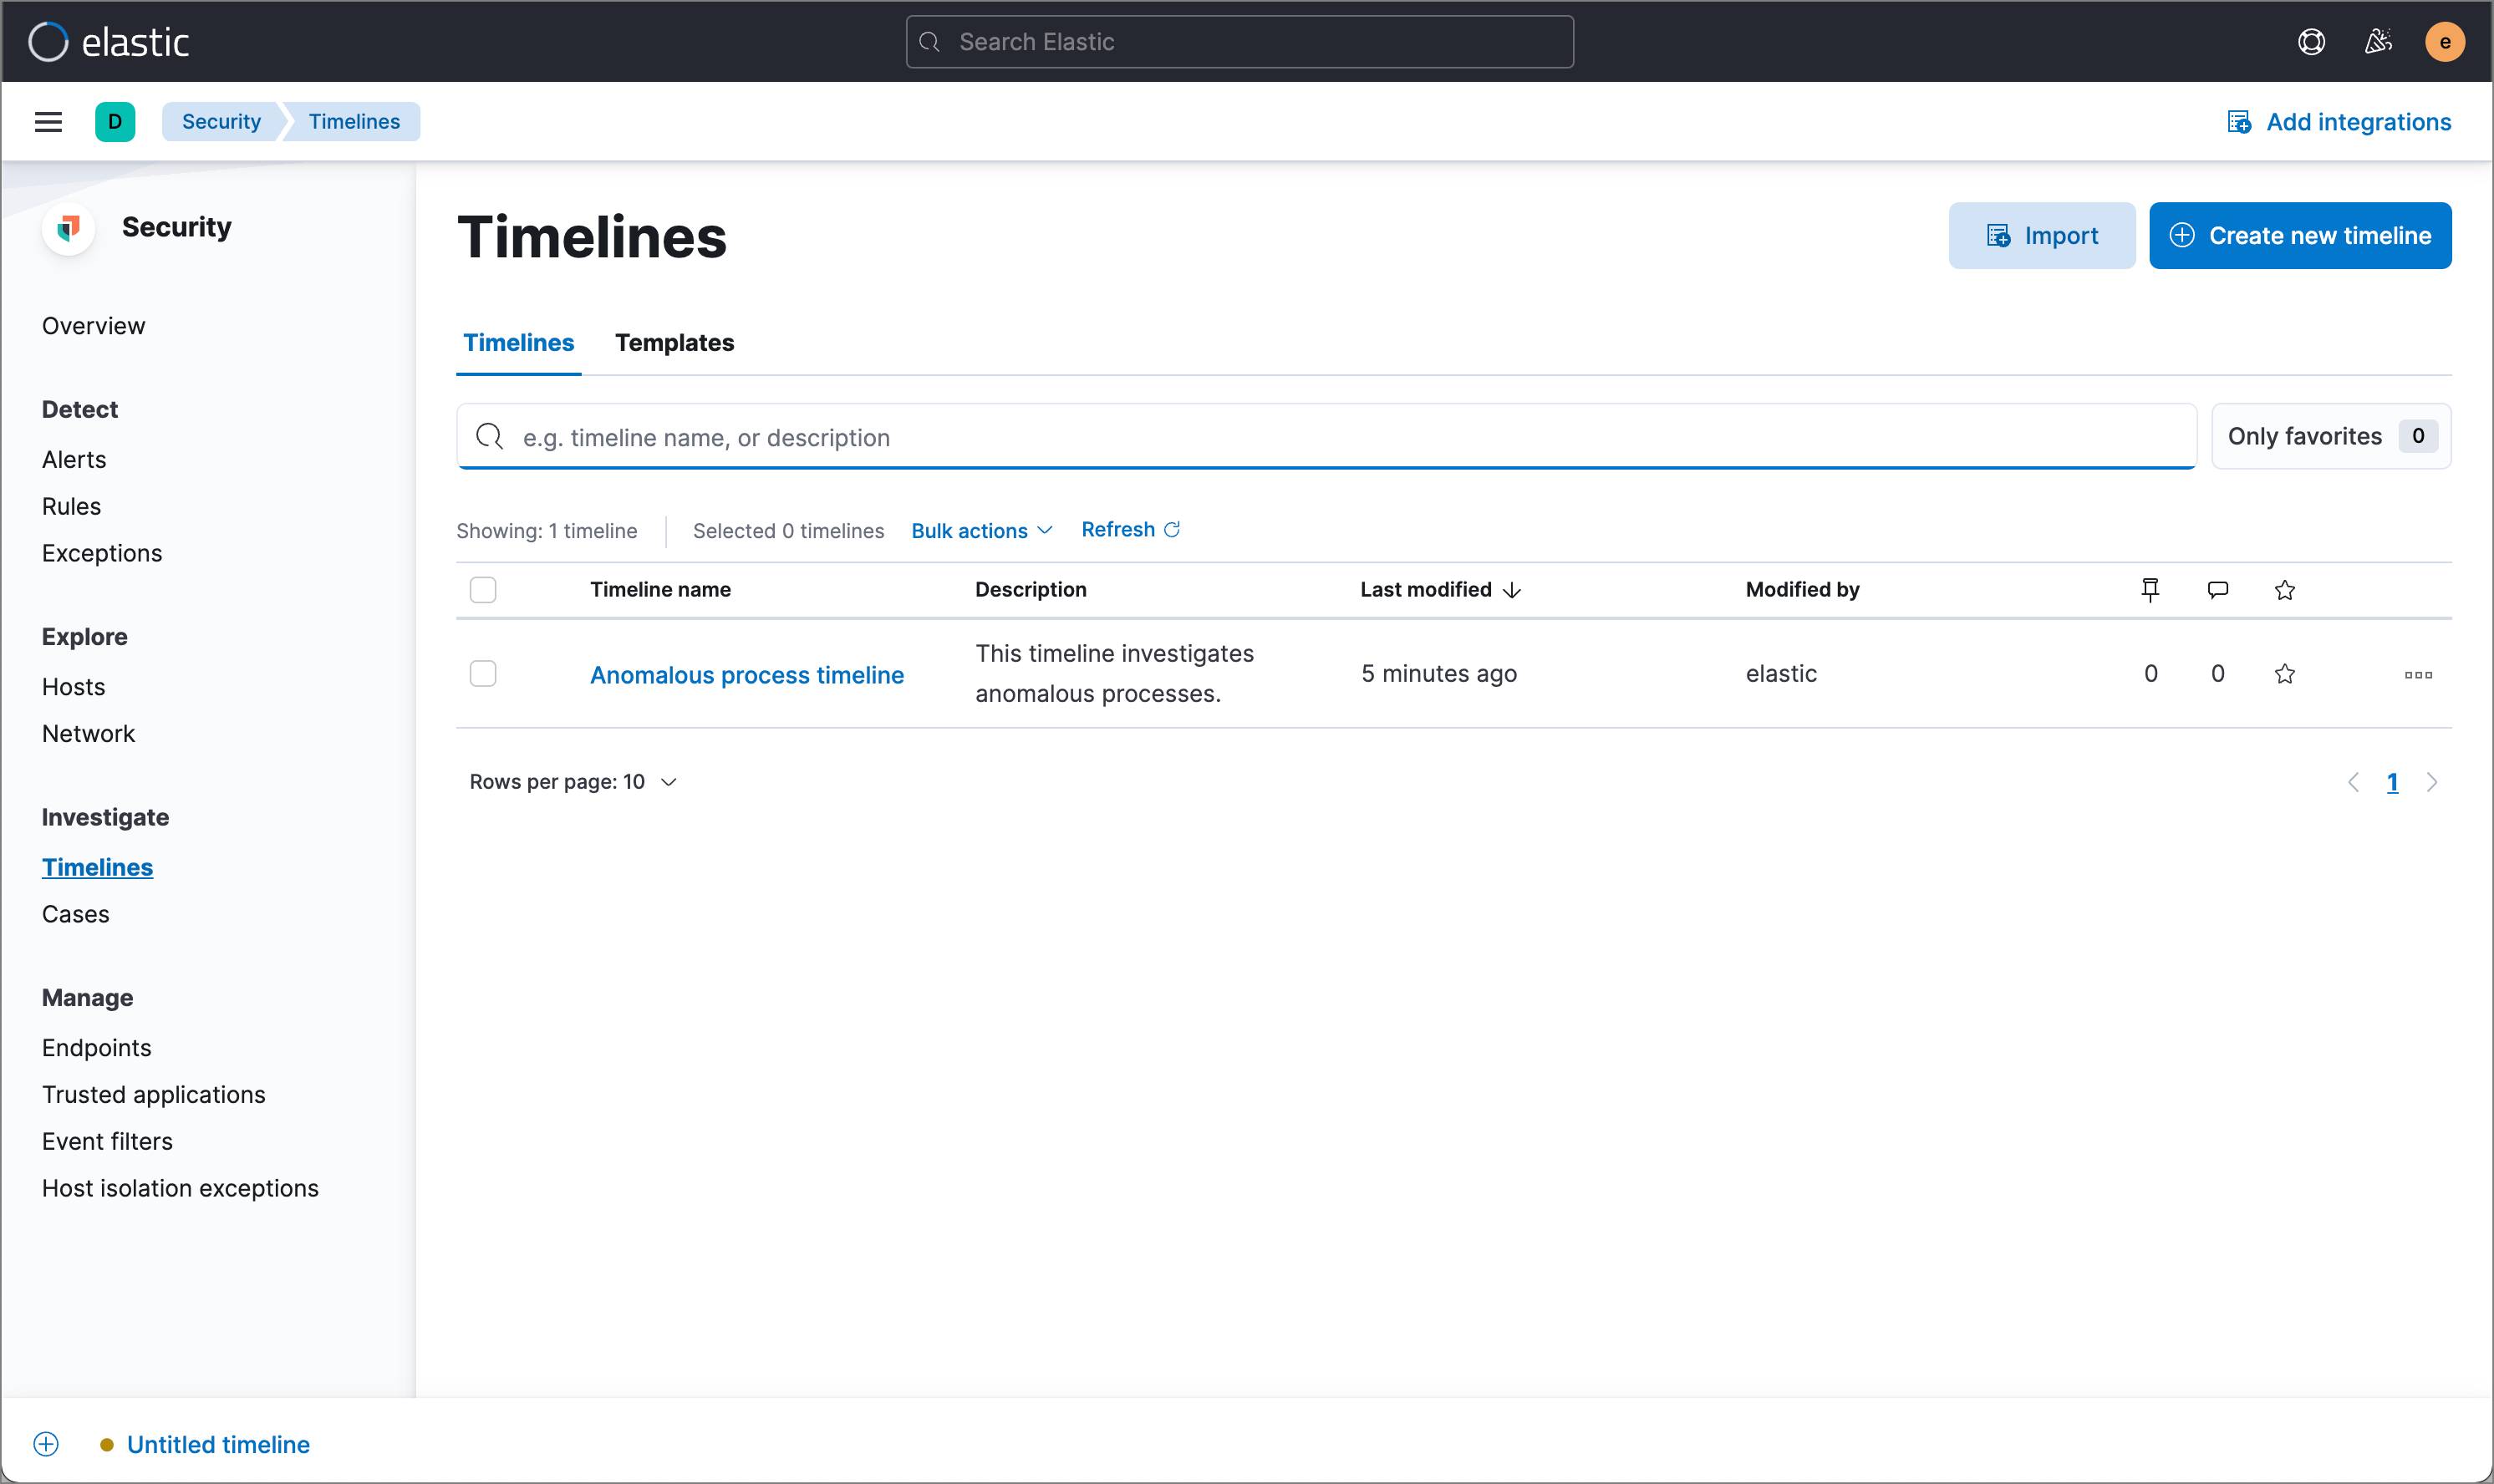 elastic
Search Elastic
e
D
Security
Timelines
Add integrations
Security
Overview
Detect
Alerts
Rules
Exceptions
Explore
Hosts
Network
Investigate
Timelines
Cases
Manage
Endpoints
Trusted applications
Event filters
Host isolation exceptions
Timelines
Import
Create new timeline
Timelines
Templates
e.g. timeline name, or description
Only favorites 0
Showing: 1 timeline
Selected 0 timelines
Bulk actions
Refresh
Timeline name
Description
Last modified
Modified by
Anomalous process timeline
This timeline investigates
anomalous processes.
5 minutes ago
elastic
0
0
Rows per page: 10
1
Untitled timeline